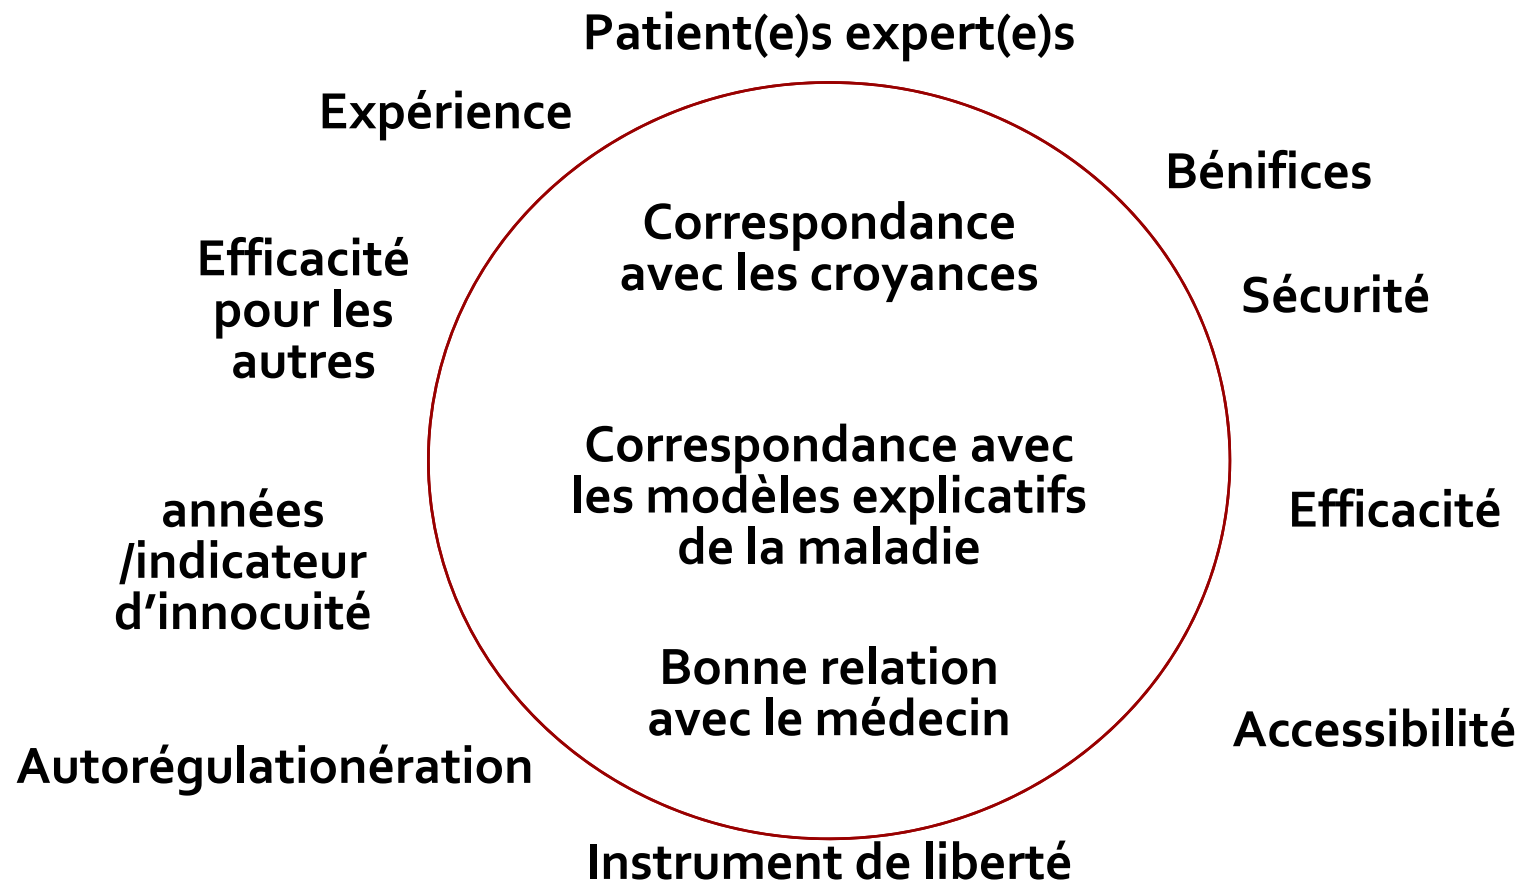 Patient(e)s expert(e)s
Expérience
Bénifices
Correspondance
avec les croyances
Efficacité
pour les
autres
Sécurité
Correspondance avec
les modèles explicatifs
de la maladie
années
/indicateur
d’innocuité
Efficacité
Bonne relation
avec le médecin
Accessibilité
Autorégulationération
Instrument de liberté